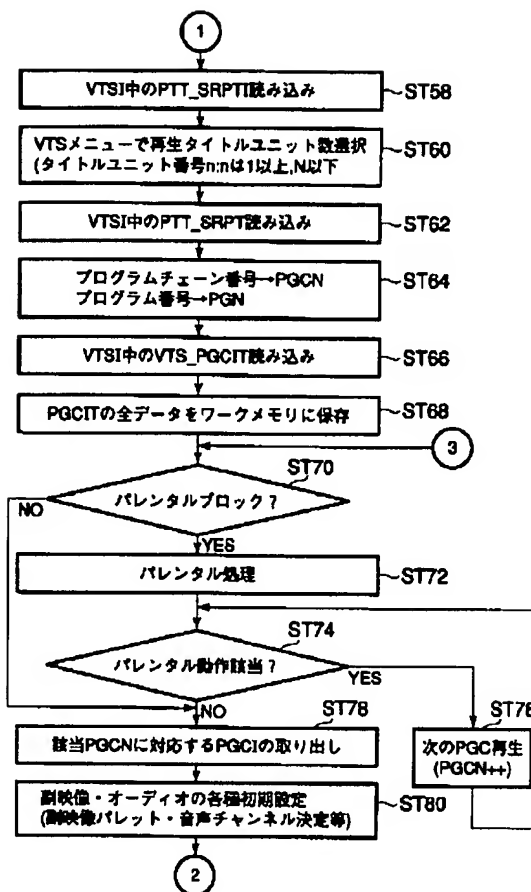 1
VTSI中のPTT_SRPTI読み込み
ST58
VTSメニューで再生タイトルユニット数選択
(タイトルユニット番号n:nは1以上,N以下
ST60
VTSI中のPTT_SRPT読み込み
ST62
プログラムチェーン番号→PGCN
プログラム番号→PGN
ST64
VTSI中のVTS_PGCIT読み込み
ST66
PGCITの全データをワークメモリに保存
ST68
3
ST70
パレンタルブロック?
NO
YES
パレンタル処理
ST72
ST74
パレンタル動作該当?
YES
NO
ST76
次のPGC再生
(PGCN++)
ST78
該当PGCNに対応するPGCIの取り出し
副映像・オーディオの各種初期設定
(副映像パレット・音声チャンネル決定等)
ST80
2